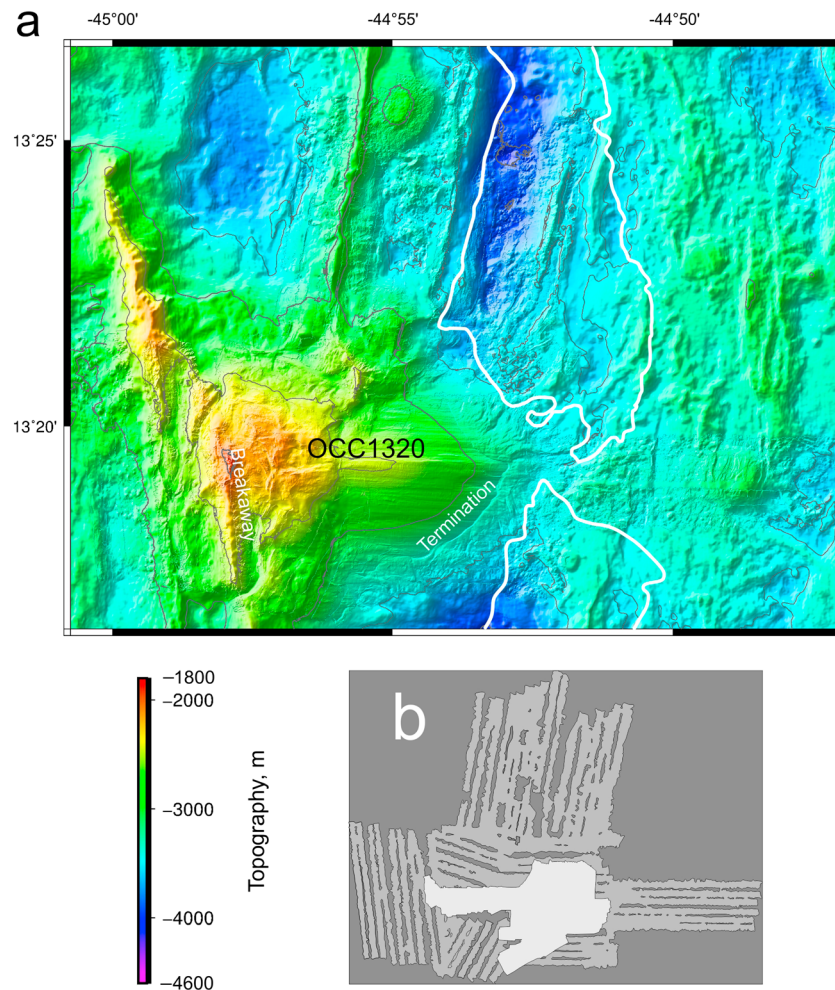 a
-45°00' -44°55' -44°50'
13°25'
13°20'
OCC1320
Breakaway
Termination
−1800
−2000
−3000
−4000
−4600
Topography, m
b